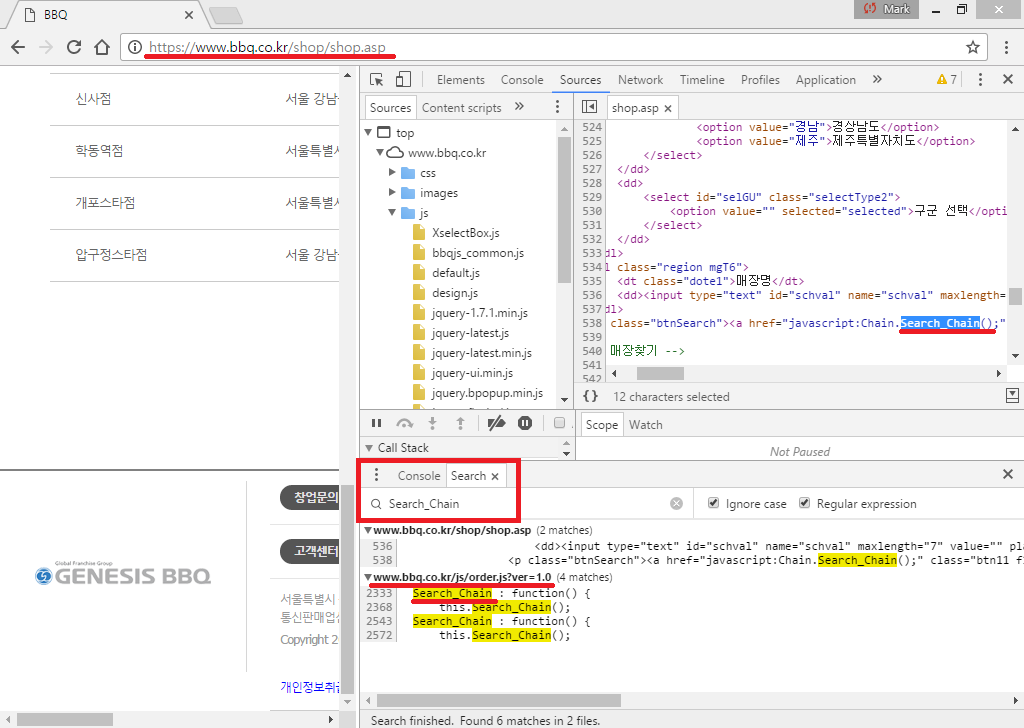 BBQ
Mark
https://www.bbq.co.kr/shop/shop.asp
신사점 서울 강남
학동역점 서울특별시
개포스타점 서울특별시
압구정스타점 서울 강남
창업문의
고객센터
Global Franchise Group
GENESIS BBQ
서울특별시
통신판매업신
Copyright 2
개인정보취급
Elements Console Sources Network Timeline Profiles Application » 7
Sources Content scripts »
top
www.bbq.co.kr
css
images
js
XselectBox.js
bbqjs_common.js
default.js
design.js
jquery-1.7.1.min.js
jquery-latest.js
jquery-latest.min.js
jquery-ui.min.js
jquery.bpopup.min.js
shop.asp
524 <option value="경남">경상남도</option>
525 <option value="제주">제주특별자치도</option>
526 </select>
527 </dd>
528 <dd>
529 <select id="selGU" class="selectType2">
530 <option value="" selected="selected">구군 선택</opti
531 </select>
532 </dd>
533 dl>
534 l class="region mgT6">
535 <dt class="dote1">매장명</dt>
536 <dd><input type="text" id="schval" name="schval" maxlength=
537 dl>
538 class="btnSearch"><a href="javascript:Chain.Search_Chain();"
539
540 매장찾기 -->
541
542
{} 12 characters selected
Call Stack
Scope Watch
Not Paused
Console Search
Search_Chain
Ignore case Regular expression
www.bbq.co.kr/shop/shop.asp (2 matches)
536 <dd><input type="text" id="schval" name="schval" maxlength="7" value="" pla
538 <p class="btnSearch"><a href="javascript:Chain.Search_Chain();" class="btn11 f1
www.bbq.co.kr/js/order.js?ver=1.0 (4 matches)
2333 Search_Chain : function() {
2368 this.Search_Chain();
2543 Search_Chain : function() {
2572 this.Search_Chain();
Search finished. Found 6 matches in 2 files.